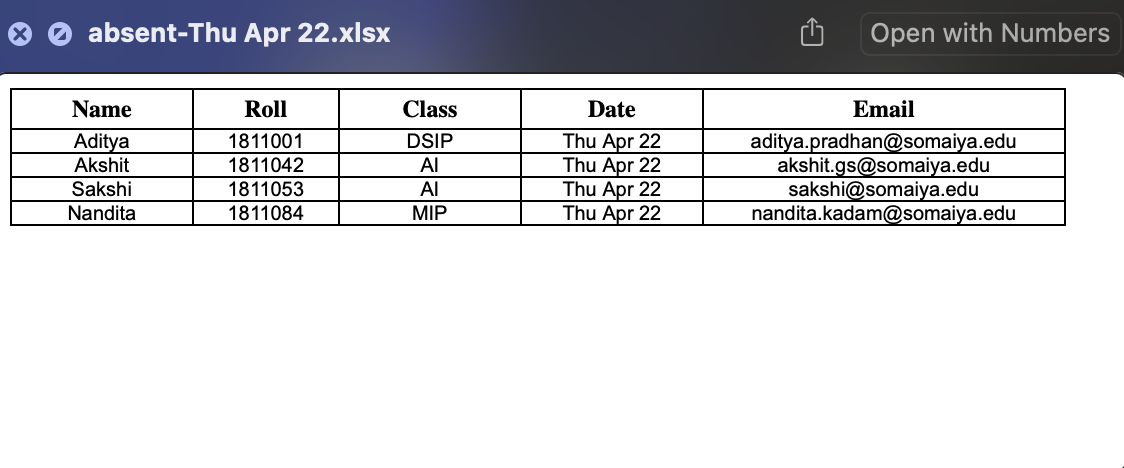 absent-Thu Apr 22.xlsx Open with Numbers
Name Roll Class Date Email
Aditya 1811001 DSIP Thu Apr 22 aditya.pradhan@somaiya.edu
Akshit 1811042 AI Thu Apr 22 akshit.gs@somaiya.edu
Sakshi 1811053 AI Thu Apr 22 sakshi@somaiya.edu
Nandita 1811084 MIP Thu Apr 22 nandita.kadam@somaiya.edu